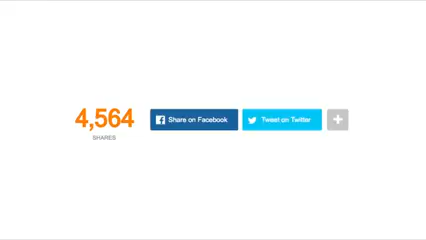 4,564
SHARES
Share on Facebook
Tweet on Twitter
+